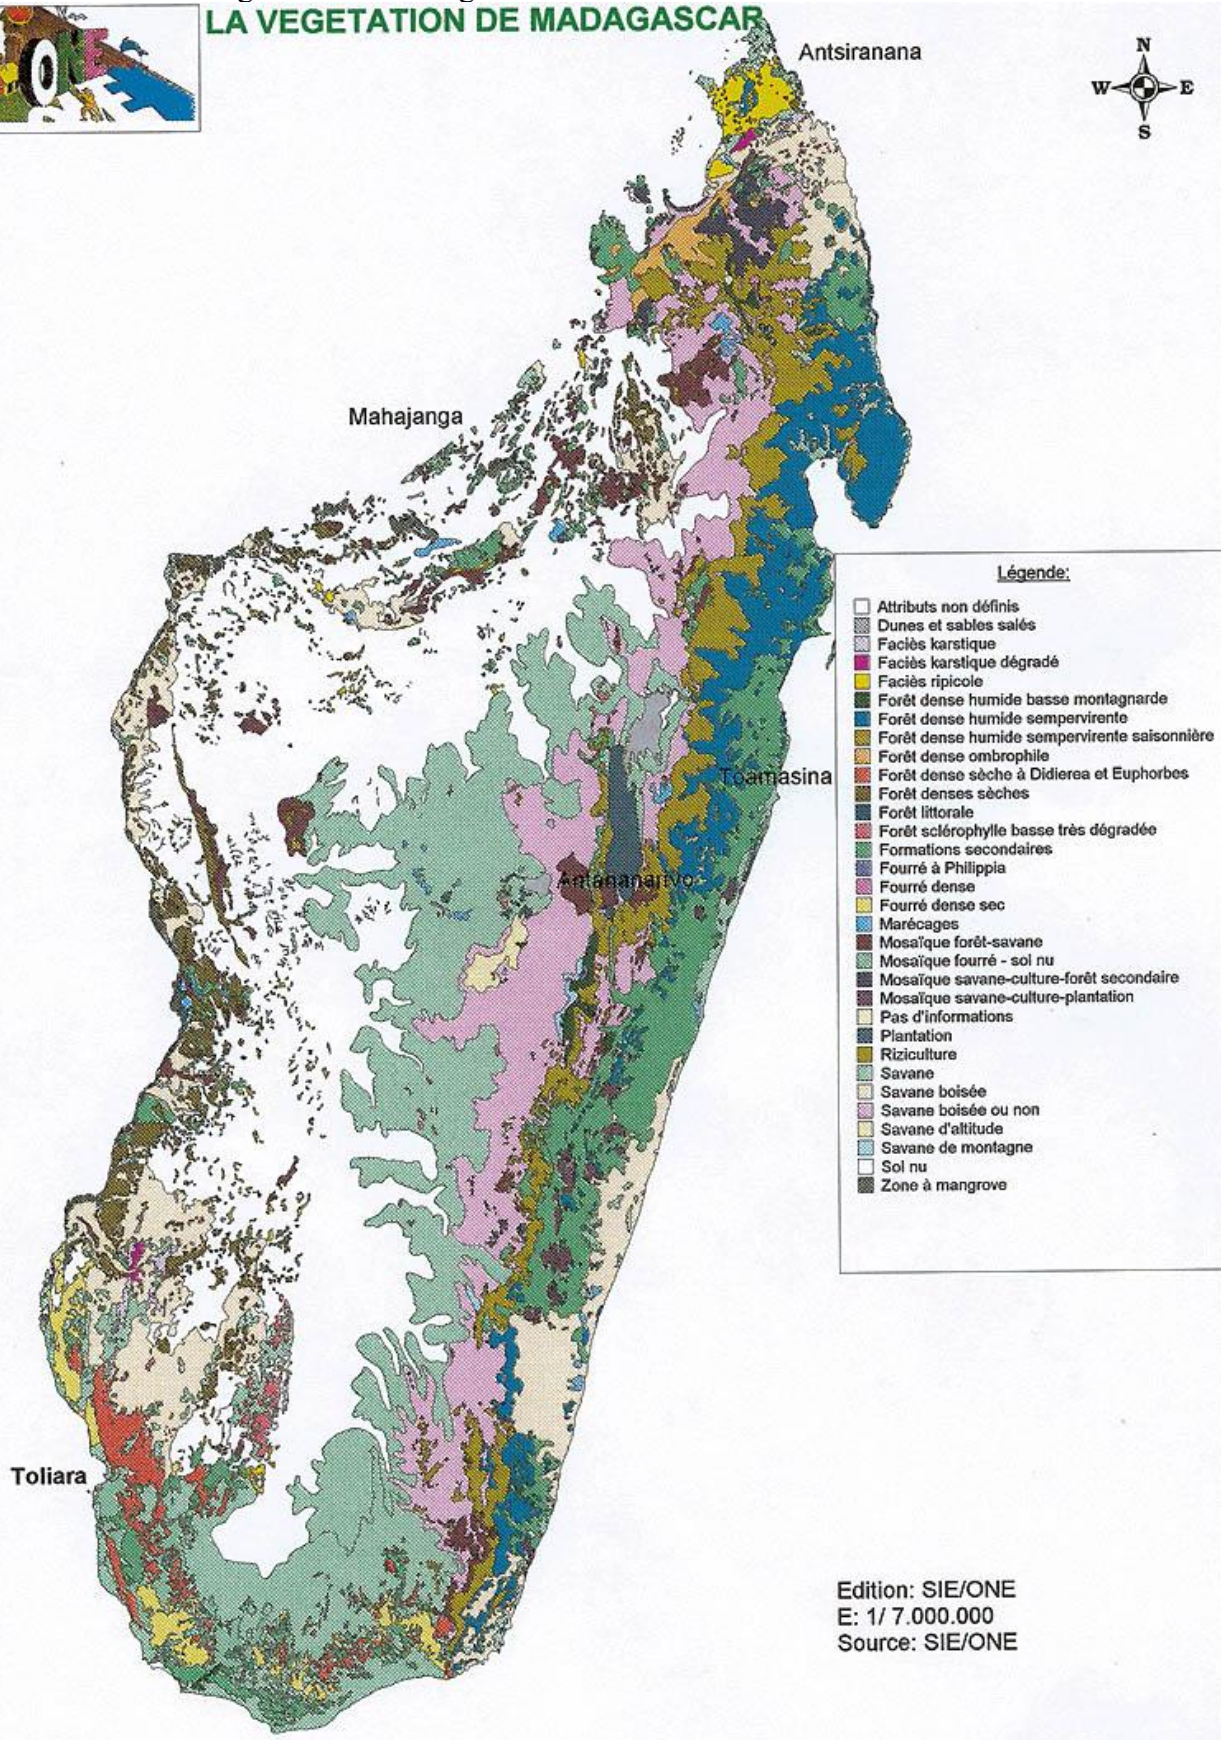 LA VEGETATION DE MADAGASCAR
ONE
Antsiranana
N
W E
S
Mahajanga
Toamasina
Antananarivo
Toliara
Légende:
Attributs non définis
Dunes et sables salés
Faciès karstique
Faciès karstique dégradé
Faciès ripicole
Forêt dense humide basse montagnarde
Forêt dense humide sempervirente
Forêt dense humide sempervirente saisonnière
Forêt dense ombrophile
Forêt dense sèche à Didierea et Euphorbes
Forêt denses sèches
Forêt littorale
Forêt sclérophylle basse très dégradée
Formations secondaires
Fourré à Philippia
Fourré dense
Fourré dense sec
Marécages
Mosaïque forêt-savane
Mosaïque fourré - sol nu
Mosaïque savane-culture-forêt secondaire
Mosaïque savane-culture-plantation
Pas d'informations
Plantation
Riziculture
Savane
Savane boisée
Savane boisée ou non
Savane d'altitude
Savane de montagne
Sol nu
Zone à mangrove
Edition: SIE/ONE
E: 1/ 7.000.000
Source: SIE/ONE